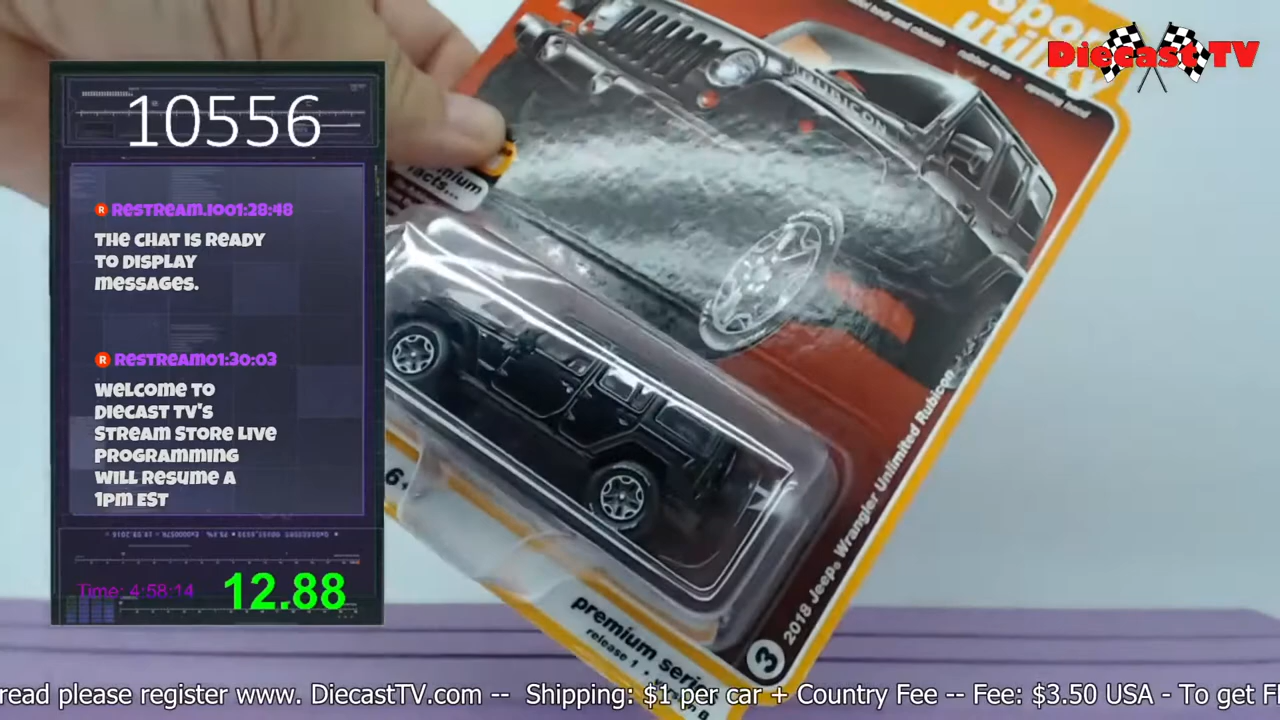 spor
utility
Diecast TV
RUBICON
10556
Restream.io01:28:48
The chat is ready
to display
messages.
Restream01:30:03
Welcome to
Diecast TV's
Stream Store Live
programming
will resume a
1pm EST
Time: 4:58:14
12.88
premium
facts...
2018 Jeep® Wrangler Unlimited Rubicon
6+
premium series
release 1
3
read please register www. DiecastTV.com -- Shipping: $1 per car + Country Fee -- Fee: $3.50 USA - To get F